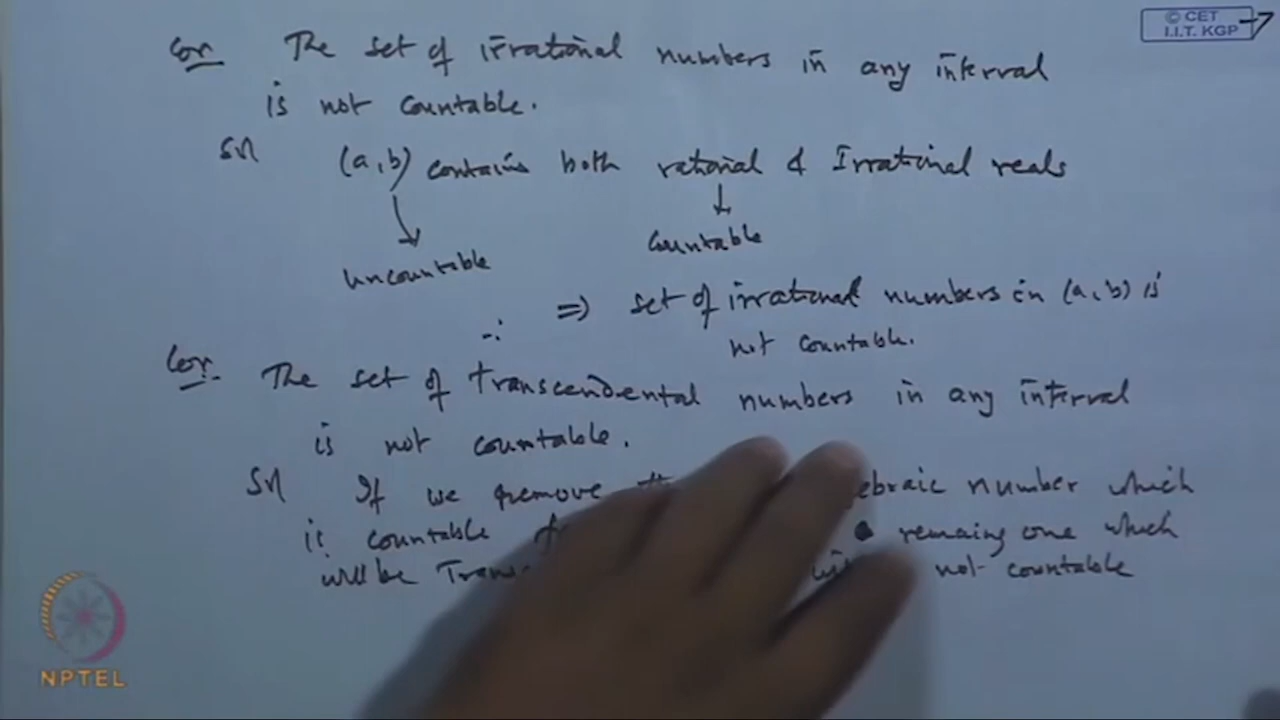 © CET
I.I.T. KGP
Cor. The set of irrational numbers in any interval
is not countable.
Sol (a,b) contains both rational & Irrational reals
Uncountable
Countable
∴ ⇒ set of irrational numbers in (a,b) is
not countable.
Cor. The set of Transcendental numbers in any interval
is not countable.
Sol If we remove number which
is countable remaining one which
will be not countable
NPTEL